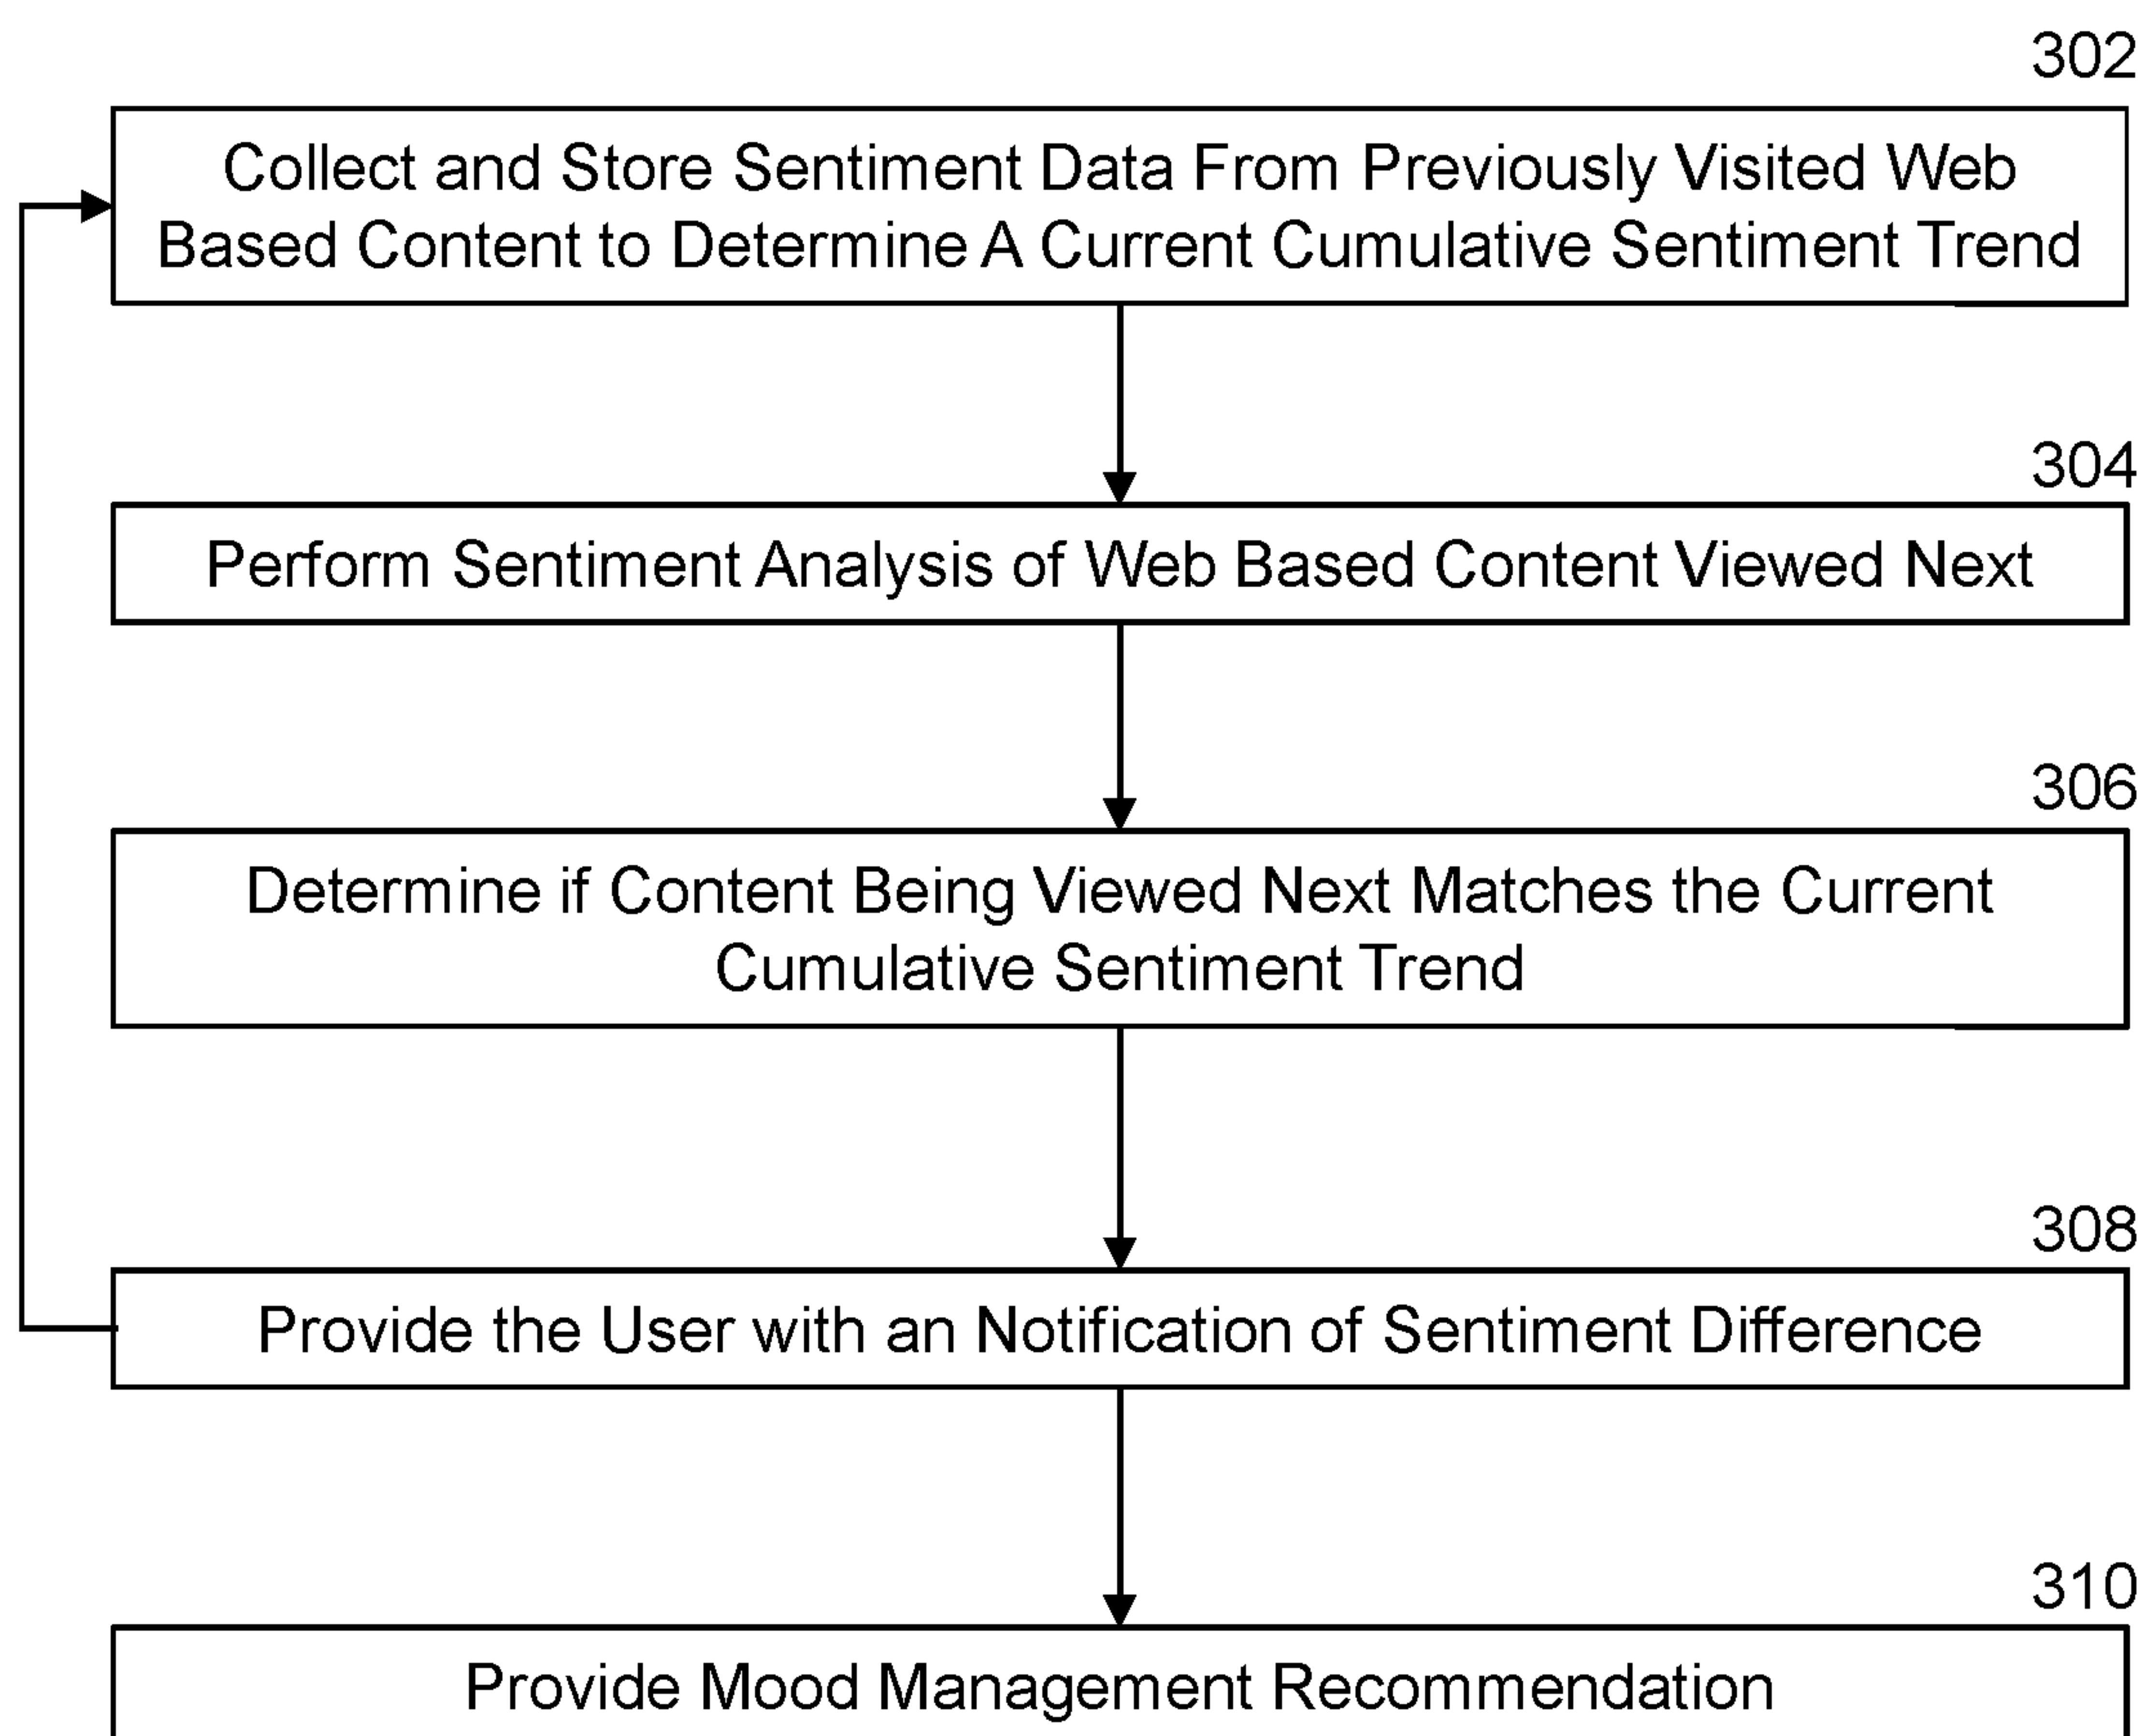 302
Collect and Store Sentiment Data From Previously Visited Web
Based Content to Determine A Current Cumulative Sentiment Trend
304
Perform Sentiment Analysis of Web Based Content Viewed Next
306
Determine if Content Being Viewed Next Matches the Current
Cumulative Sentiment Trend
308
Provide the User with an Notification of Sentiment Difference
310
Provide Mood Management Recommendation